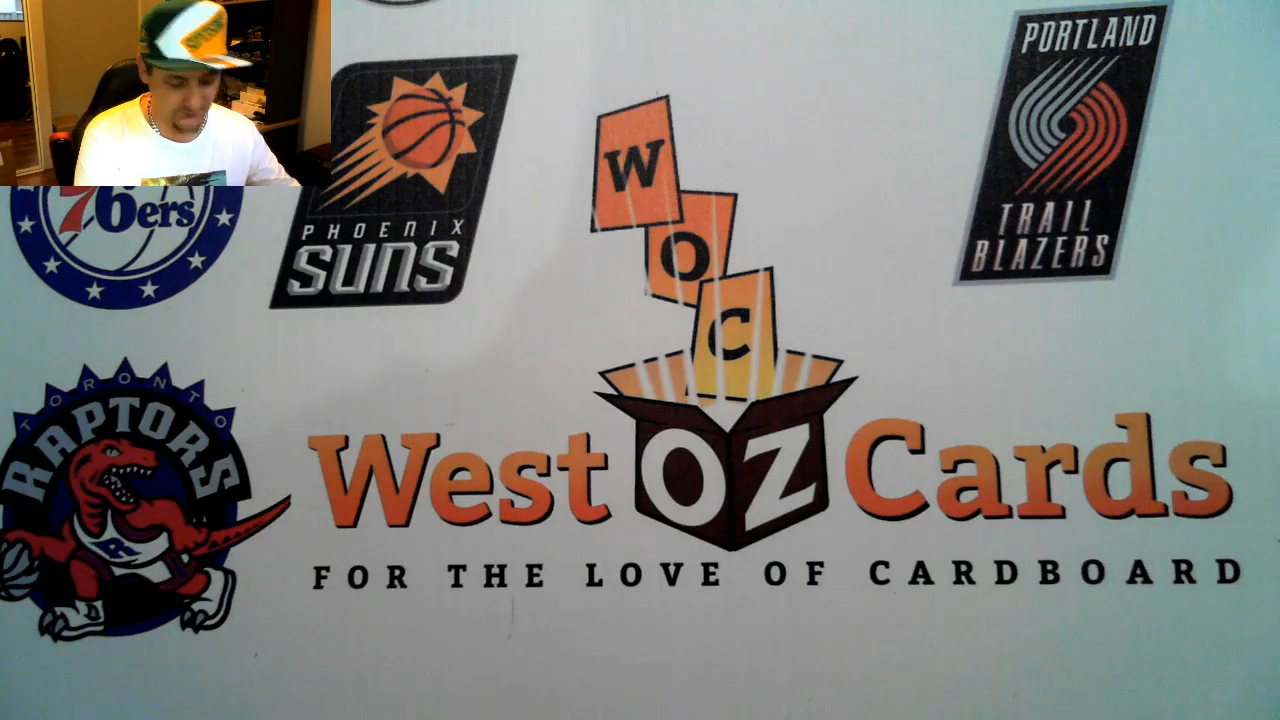 PORTLAND
TRAIL
BLAZERS
76ers
PHOENIX
SUNS
W
O
C
TORONTO
RAPTORS
R
West OZ Cards
FOR THE LOVE OF CARDBOARD